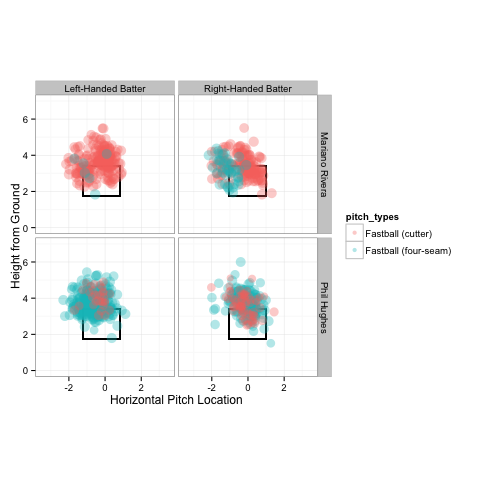 Left-Handed Batter
Right-Handed Batter
6
4
2
0
Mariano Rivera
6
4
2
0
Phil Hughes
Height from Ground
-2
0
2
-2
0
2
Horizontal Pitch Location
pitch_types
Fastball (cutter)
Fastball (four-seam)